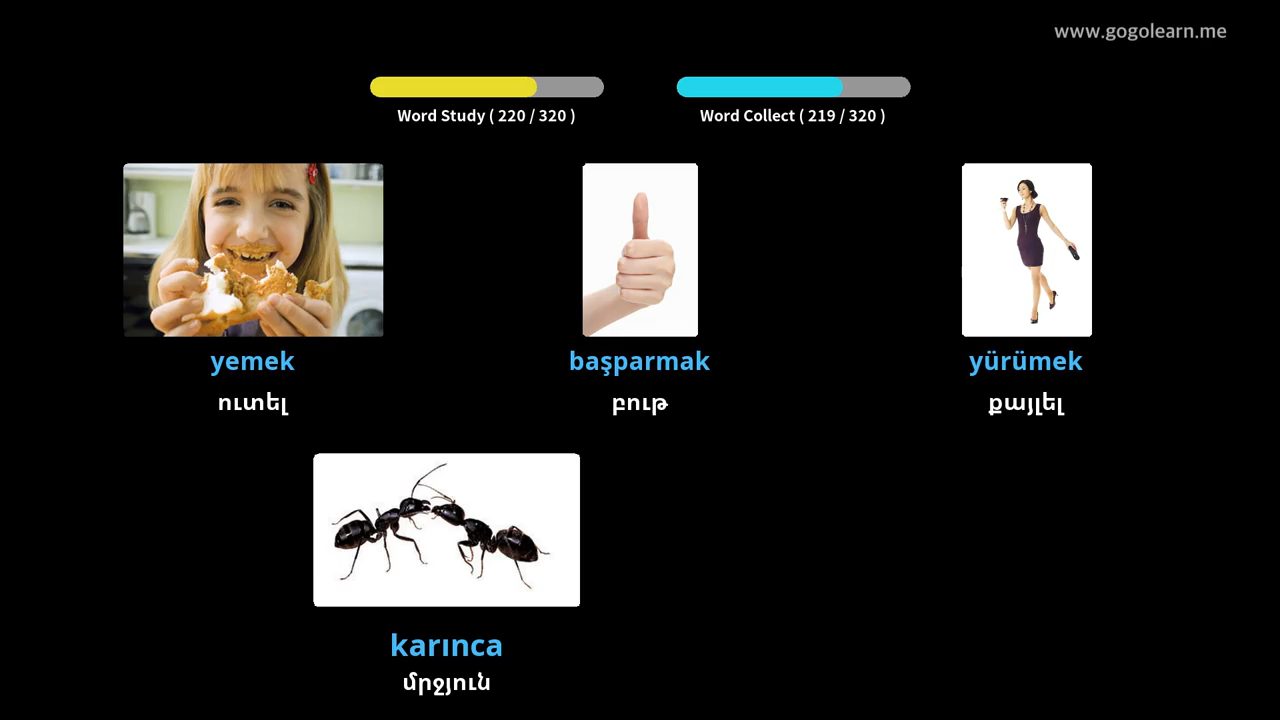 www.gogolearn.me
Word Study ( 220 / 320 )
Word Collect ( 219 / 320 )
yemek
başparmak
yürümek
ուտել
բութ
քայլել
karınca
մրջյուն